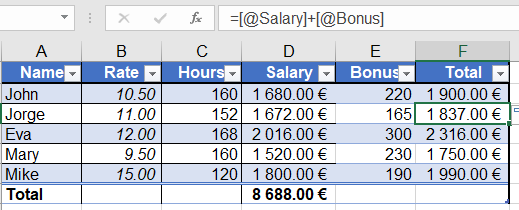 fx =[@Salary]+[@Bonus]
A B C D E F
Name Rate Hours Salary Bonus Total
John 10.50 160 1 680.00 € 220 1 900.00 €
Jorge 11.00 152 1 672.00 € 165 1 837.00 €
Eva 12.00 168 2 016.00 € 300 2 316.00 €
Mary 9.50 160 1 520.00 € 230 1 750.00 €
Mike 15.00 120 1 800.00 € 190 1 990.00 €
Total 8 688.00 €